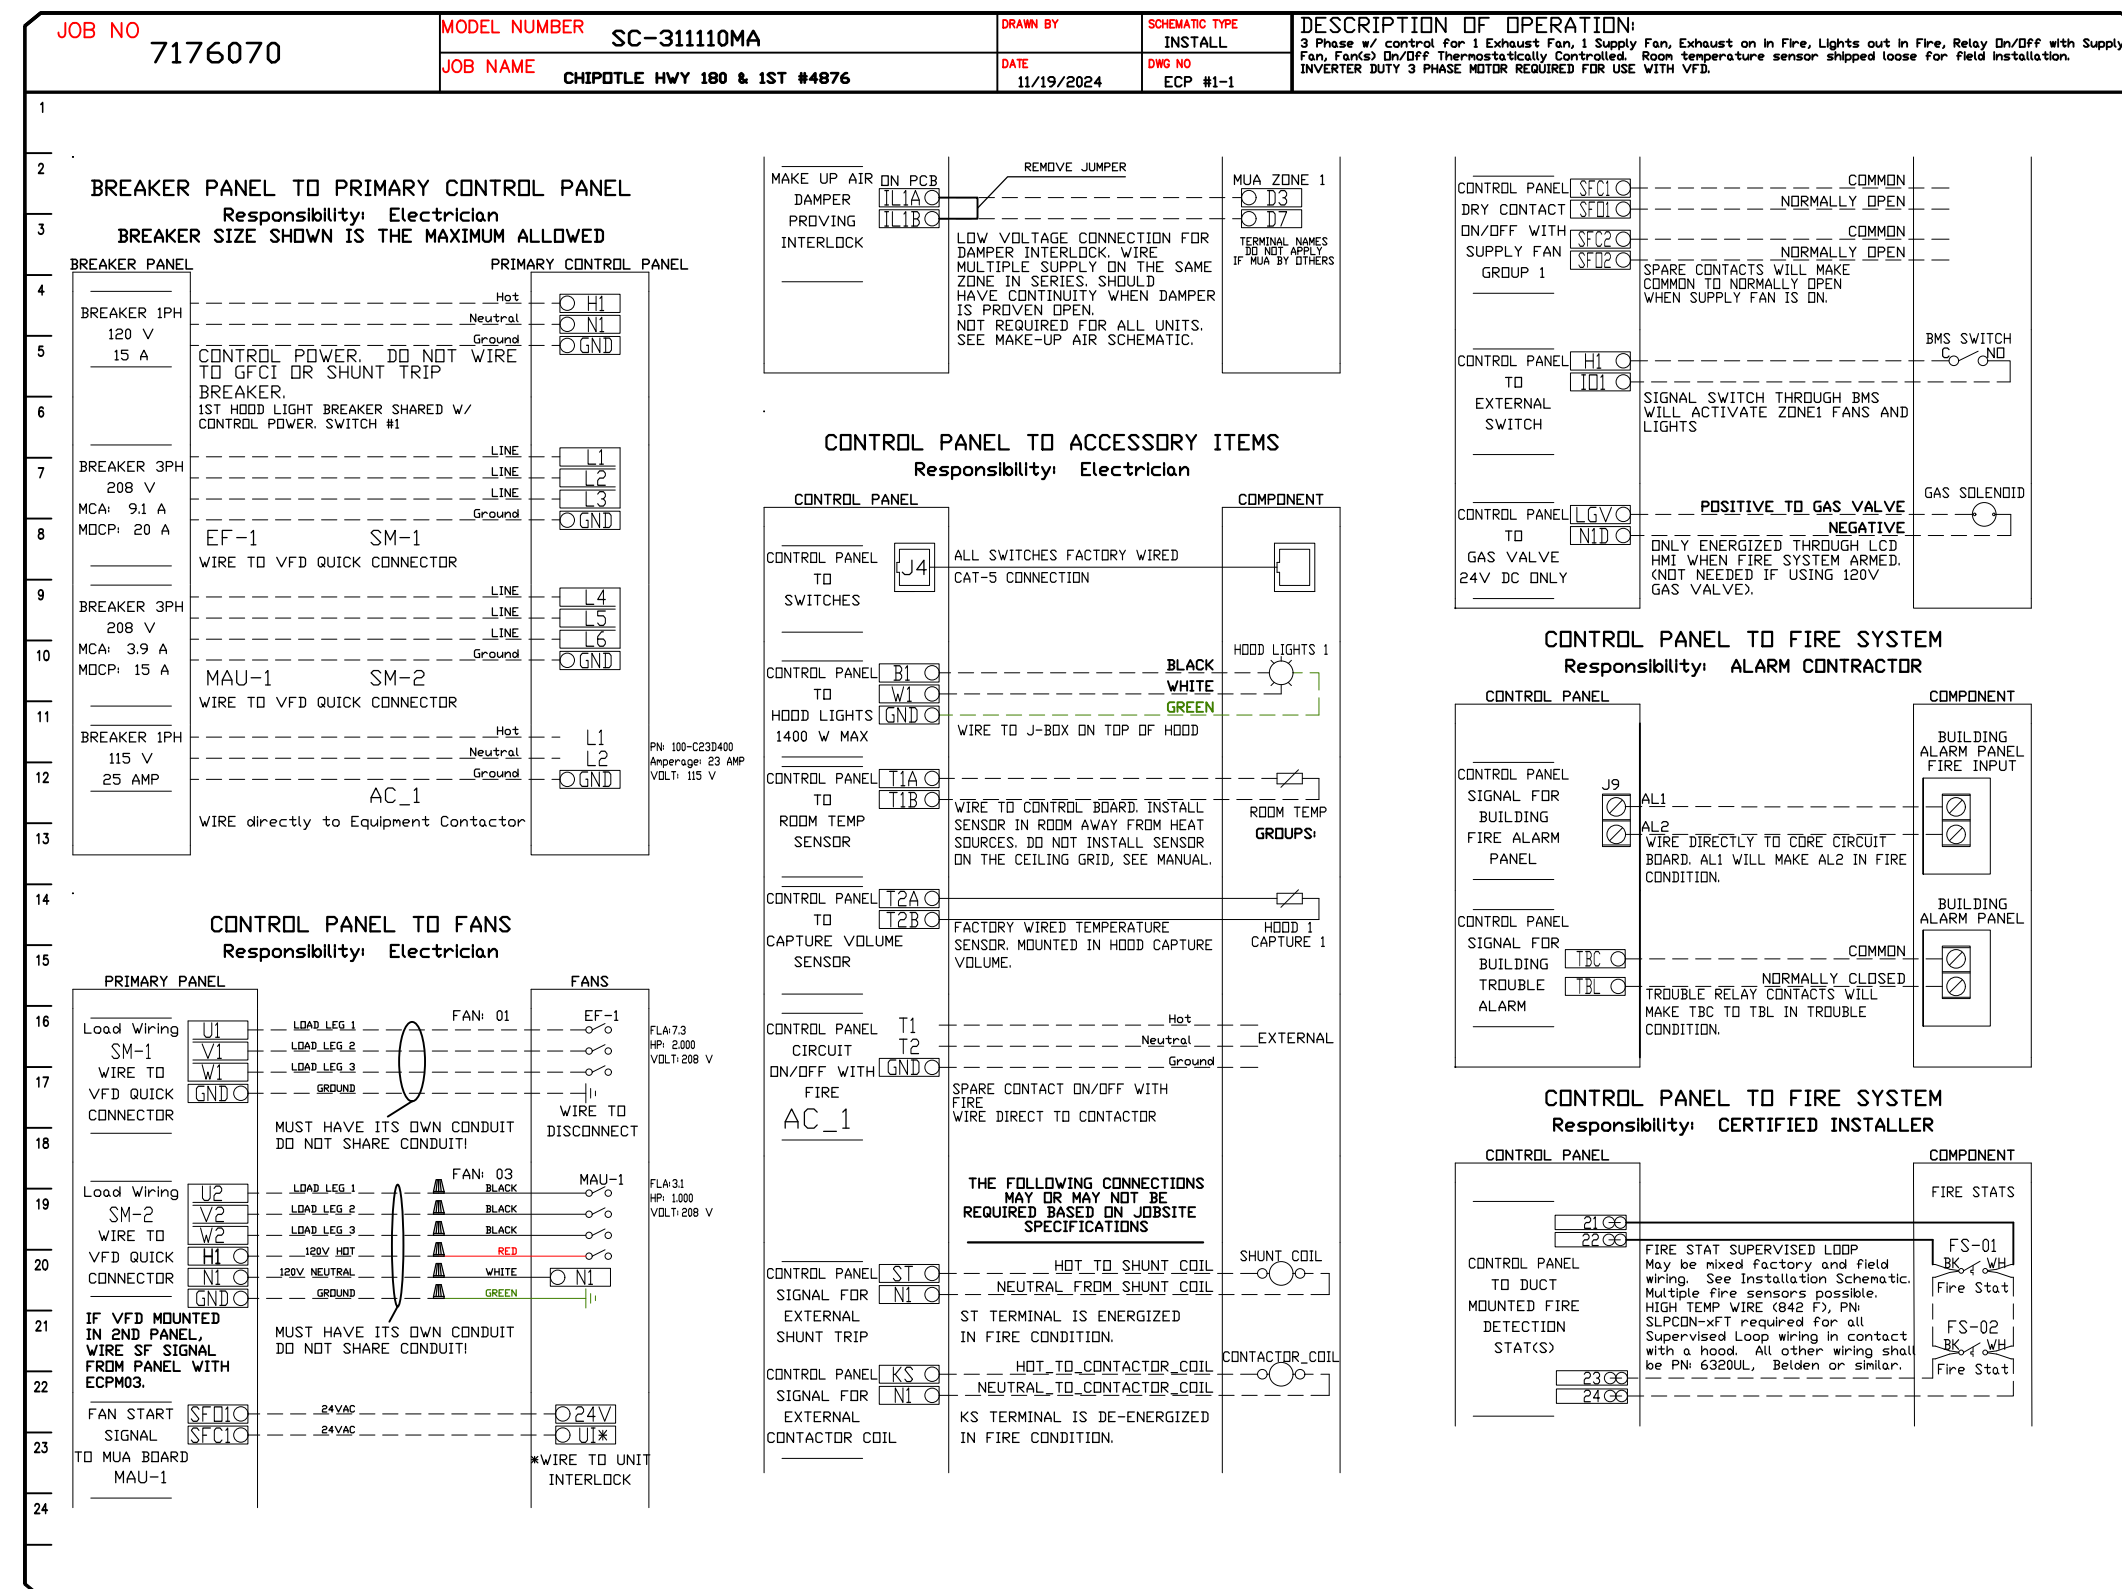 JOB NO
7176070
MODEL NUMBER SC-311110MA
JOB NAME CHIPOTLE HWY 180 & 1ST #4876
DRAWN BY
DATE
11/19/2024
SCHEMATIC TYPE
INSTALL
DWG NO
ECP #1-1
DESCRIPTION OF OPERATION:
3 Phase w/ control for 1 Exhaust Fan, 1 Supply Fan, Exhaust on in Fire, Lights out in Fire, Relay On/Off with Supply
Fan, Fan(s) On/Off Thermostatically Controlled. Room temperature sensor shipped loose for field installation.
INVERTER DUTY 3 PHASE MOTOR REQUIRED FOR USE WITH VFD.
1
2
3
4
5
6
7
8
9
10
11
12
13
14
15
16
17
18
19
20
21
22
23
24
BREAKER PANEL TO PRIMARY CONTROL PANEL
Responsibility: Electrician
BREAKER SIZE SHOWN IS THE MAXIMUM ALLOWED
BREAKER PANEL PRIMARY CONTROL PANEL
BREAKER 1PH
120 V
15 A
Hot H1
Neutral N1
Ground GND
CONTROL POWER. DO NOT WIRE
TO GFCI OR SHUNT TRIP
BREAKER.
1ST HOOD LIGHT BREAKER SHARED W/
CONTROL POWER. SWITCH #1
BREAKER 3PH
208 V
MCA: 9.1 A
MOCP: 20 A
LINE L1
LINE L2
LINE L3
Ground GND
EF-1 SM-1
WIRE TO VFD QUICK CONNECTOR
BREAKER 3PH
208 V
MCA: 3.9 A
MOCP: 15 A
LINE L4
LINE L5
LINE L6
Ground GND
MAU-1 SM-2
WIRE TO VFD QUICK CONNECTOR
BREAKER 1PH
115 V
25 AMP
Hot L1
Neutral L2
Ground GND
PN: 100-C23D400
Amperage: 23 AMP
VOLT: 115 V
AC_1
WIRE directly to Equipment Contactor
CONTROL PANEL TO FANS
Responsibility: Electrician
PRIMARY PANEL FANS
Load Wiring
SM-1
WIRE TO
VFD QUICK
CONNECTOR
U1 LOAD LEG 1
V1 LOAD LEG 2
W1 LOAD LEG 3
GND GROUND
FAN: 01 EF-1
FLA:7.3
HP: 2.000
VOLT:208 V
WIRE TO
DISCONNECT
MUST HAVE ITS OWN CONDUIT
DO NOT SHARE CONDUIT!
Load Wiring
SM-2
WIRE TO
VFD QUICK
CONNECTOR
FAN: 03 MAU-1
U2 LOAD LEG 1 BLACK
V2 LOAD LEG 2 BLACK
W2 LOAD LEG 3 BLACK
H1 120V HOT RED
N1 120V NEUTRAL WHITE N1
GND GROUND GREEN
FLA:3.1
HP: 1.000
VOLT:208 V
IF VFD MOUNTED
IN 2ND PANEL,
WIRE SF SIGNAL
FROM PANEL WITH
ECPM03.
MUST HAVE ITS OWN CONDUIT
DO NOT SHARE CONDUIT!
FAN START
SIGNAL
TO MUA BOARD
MAU-1
SFO1 24VAC 24V
SFC1 24VAC UI*
*WIRE TO UNIT
INTERLOCK
MAKE UP AIR
DAMPER
PROVING
INTERLOCK
ON PCB
IL1A
IL1B
REMOVE JUMPER
MUA ZONE 1
D3
D7
TERMINAL NAMES
DO NOT APPLY
IF MUA BY OTHERS
LOW VOLTAGE CONNECTION FOR
DAMPER INTERLOCK. WIRE
MULTIPLE SUPPLY ON THE SAME
ZONE IN SERIES. SHOULD
HAVE CONTINUITY WHEN DAMPER
IS PROVEN OPEN.
NOT REQUIRED FOR ALL UNITS.
SEE MAKE-UP AIR SCHEMATIC.
CONTROL PANEL TO ACCESSORY ITEMS
Responsibility: Electrician
CONTROL PANEL COMPONENT
CONTROL PANEL
TO
SWITCHES
J4
ALL SWITCHES FACTORY WIRED
CAT-5 CONNECTION
CONTROL PANEL
TO
HOOD LIGHTS
1400 W MAX
B1 BLACK
W1 WHITE
GND GREEN
HOOD LIGHTS 1
WIRE TO J-BOX ON TOP OF HOOD
CONTROL PANEL
TO
ROOM TEMP
SENSOR
T1A
T1B
WIRE TO CONTROL BOARD. INSTALL
SENSOR IN ROOM AWAY FROM HEAT
SOURCES. DO NOT INSTALL SENSOR
ON THE CEILING GRID, SEE MANUAL.
ROOM TEMP
GROUPS:
CONTROL PANEL
TO
CAPTURE VOLUME
SENSOR
T2A
T2B
FACTORY WIRED TEMPERATURE
SENSOR. MOUNTED IN HOOD CAPTURE
VOLUME.
HOOD 1
CAPTURE 1
CONTROL PANEL
CIRCUIT
ON/OFF WITH
FIRE
AC_1
T1 Hot
T2 Neutral
GND Ground
EXTERNAL
SPARE CONTACT ON/OFF WITH
FIRE
WIRE DIRECT TO CONTACTOR
THE FOLLOWING CONNECTIONS
MAY OR MAY NOT BE
REQUIRED BASED ON JOBSITE
SPECIFICATIONS
CONTROL PANEL
SIGNAL FOR
EXTERNAL
SHUNT TRIP
ST HOT TO SHUNT COIL
N1 NEUTRAL FROM SHUNT COIL
SHUNT COIL
ST TERMINAL IS ENERGIZED
IN FIRE CONDITION.
CONTROL PANEL
SIGNAL FOR
EXTERNAL
CONTACTOR COIL
KS HOT_TO_CONTACTOR_COIL
N1 NEUTRAL_TO_CONTACTOR_COIL
CONTACTOR_COIL
KS TERMINAL IS DE-ENERGIZED
IN FIRE CONDITION.
CONTROL PANEL
DRY CONTACT
ON/OFF WITH
SUPPLY FAN
GROUP 1
SFC1 COMMON
SFO1 NORMALLY OPEN
SFC2 COMMON
SFO2 NORMALLY OPEN
SPARE CONTACTS WILL MAKE
COMMON TO NORMALLY OPEN
WHEN SUPPLY FAN IS ON.
CONTROL PANEL
TO
EXTERNAL
SWITCH
H1
IO1
BMS SWITCH
C NO
SIGNAL SWITCH THROUGH BMS
WILL ACTIVATE ZONE1 FANS AND
LIGHTS
CONTROL PANEL
TO
GAS VALVE
24V DC ONLY
LGV POSITIVE TO GAS VALVE
N1D NEGATIVE
GAS SOLENOID
ONLY ENERGIZED THROUGH LCD
HMI WHEN FIRE SYSTEM ARMED.
(NOT NEEDED IF USING 120V
GAS VALVE).
CONTROL PANEL TO FIRE SYSTEM
Responsibility: ALARM CONTRACTOR
CONTROL PANEL COMPONENT
CONTROL PANEL
SIGNAL FOR
BUILDING
FIRE ALARM
PANEL
J9
AL1
AL2
BUILDING
ALARM PANEL
FIRE INPUT
WIRE DIRECTLY TO CORE CIRCUIT
BOARD. AL1 WILL MAKE AL2 IN FIRE
CONDITION.
CONTROL PANEL
SIGNAL FOR
BUILDING
TROUBLE
ALARM
TBC COMMON
TBL NORMALLY CLOSED
BUILDING
ALARM PANEL
TROUBLE RELAY CONTACTS WILL
MAKE TBC TO TBL IN TROUBLE
CONDITION.
CONTROL PANEL TO FIRE SYSTEM
Responsibility: CERTIFIED INSTALLER
CONTROL PANEL COMPONENT
FIRE STATS
CONTROL PANEL
TO DUCT
MOUNTED FIRE
DETECTION
STAT(S)
21
22
23
24
FIRE STAT SUPERVISED LOOP
May be mixed factory and field
wiring. See Installation Schematic.
Multiple fire sensors possible.
HIGH TEMP WIRE (842 F), PN:
SLPCON-xFT required for all
Supervised Loop wiring in contact
with a hood. All other wiring shall
be PN: 6320UL, Belden or similar.
FS-01
BK WH
Fire Stat
FS-02
BK WH
Fire Stat